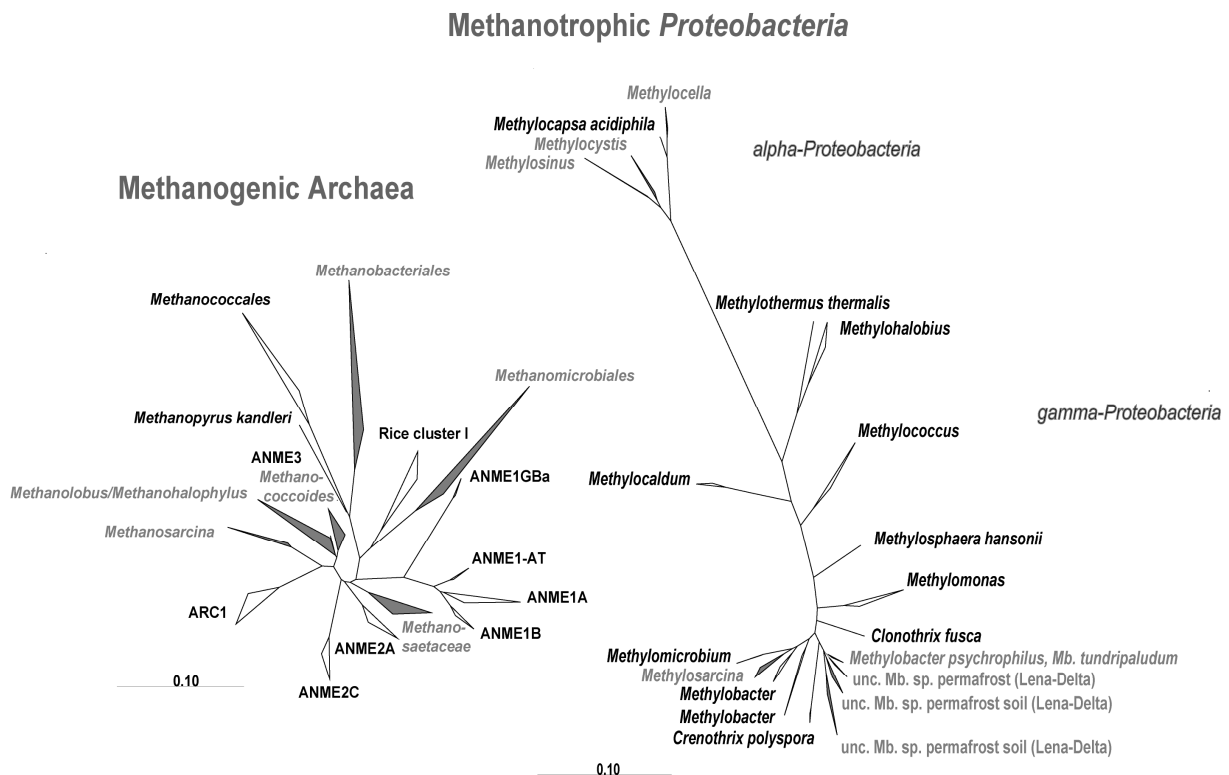 Methanotrophic Proteobacteria
Methylocella
Methylocapsa acidiphila
Methylocystis
Methylosinus
alpha-Proteobacteria
Methanogenic Archaea
Methanobacteriales
Methanococcales
Methylothermus thermalis
Methylohalobius
Methanomicrobiales
gamma-Proteobacteria
Methanopyrus kandleri
Rice cluster I
Methylococcus
ANME3
Methano-
coccoides
ANME1GBa
Methylocaldum
Methanolobus/Methanohalophylus
Methanosarcina
Methylosphaera hansonii
ANME1-AT
Methylomonas
ANME1A
ARC1
Methano-
saetaceae
ANME1B
Clonothrix fusca
ANME2A
Methylomicrobium
Methylobacter psychrophilus, Mb. tundripaludum
Methylosarcina
unc. Mb. sp. permafrost (Lena-Delta)
0.10
ANME2C
Methylobacter
unc. Mb. sp. permafrost soil (Lena-Delta)
Methylobacter
Crenothrix polyspora
unc. Mb. sp. permafrost soil (Lena-Delta)
0.10